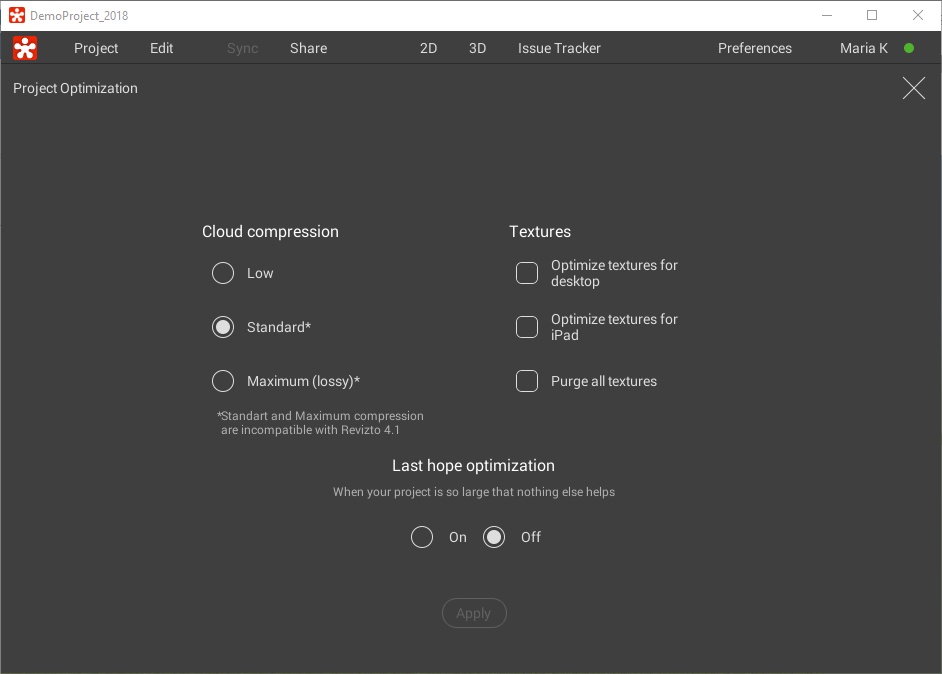 DemoProject_2018
Project Edit Sync Share 2D 3D Issue Tracker Preferences Maria K
Project Optimization
Cloud compression
Low
Standard*
Maximum (lossy)*
*Standart and Maximum compression
are incompatible with Revizto 4.1
Textures
Optimize textures for
desktop
Optimize textures for
iPad
Purge all textures
Last hope optimization
When your project is so large that nothing else helps
On Off
Apply